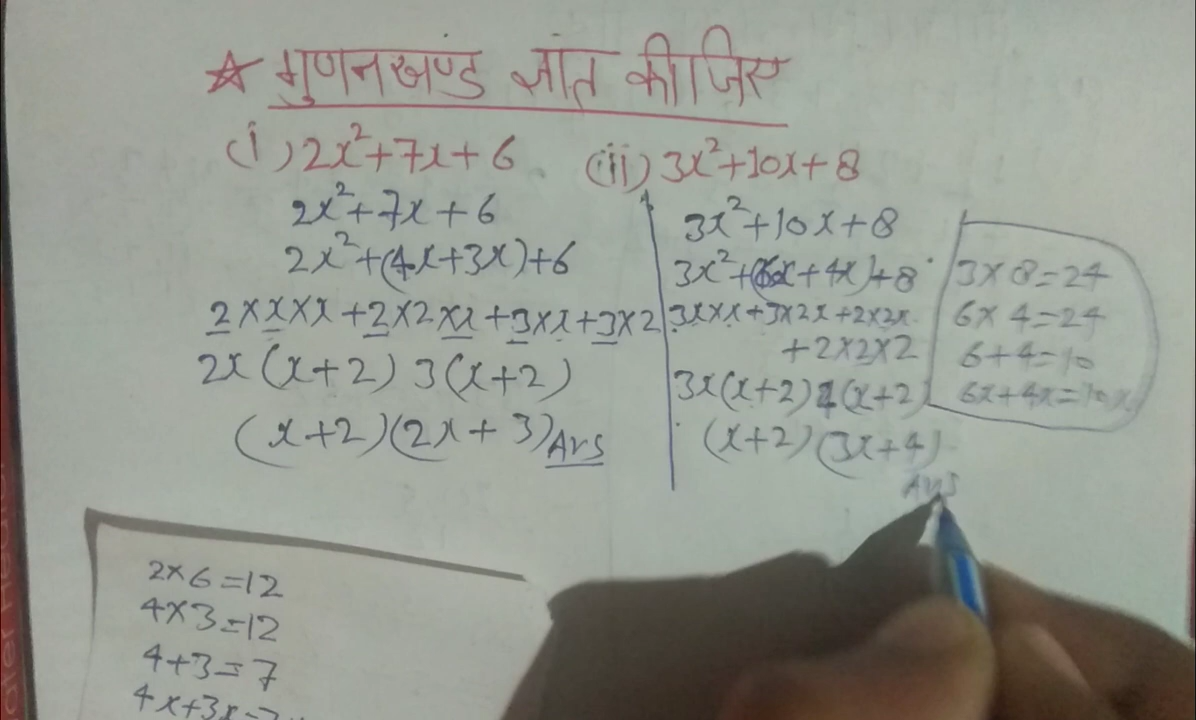 ☆ गुणनखण्ड ज्ञात कीजिए
(i) 2x²+7x+6 (ii) 3x²+10x+8
2x²+7x+6
2x²+(4x+3x)+6
2×x×x+2×2×x+3×x+3×2
2x(x+2) 3(x+2)
(x+2)(2x+3) Ans
3x²+10x+8
3x²+(6x+4x)+8
3×x×x+3×2x+2×2x
+2×2×2
3x(x+2) 4(x+2)
(x+2)(3x+4)
Ans
3×8=24
6×4=24
6+4=10
6x+4x=10x
2×6=12
4×3=12
4+3=7
4x+3x=7x